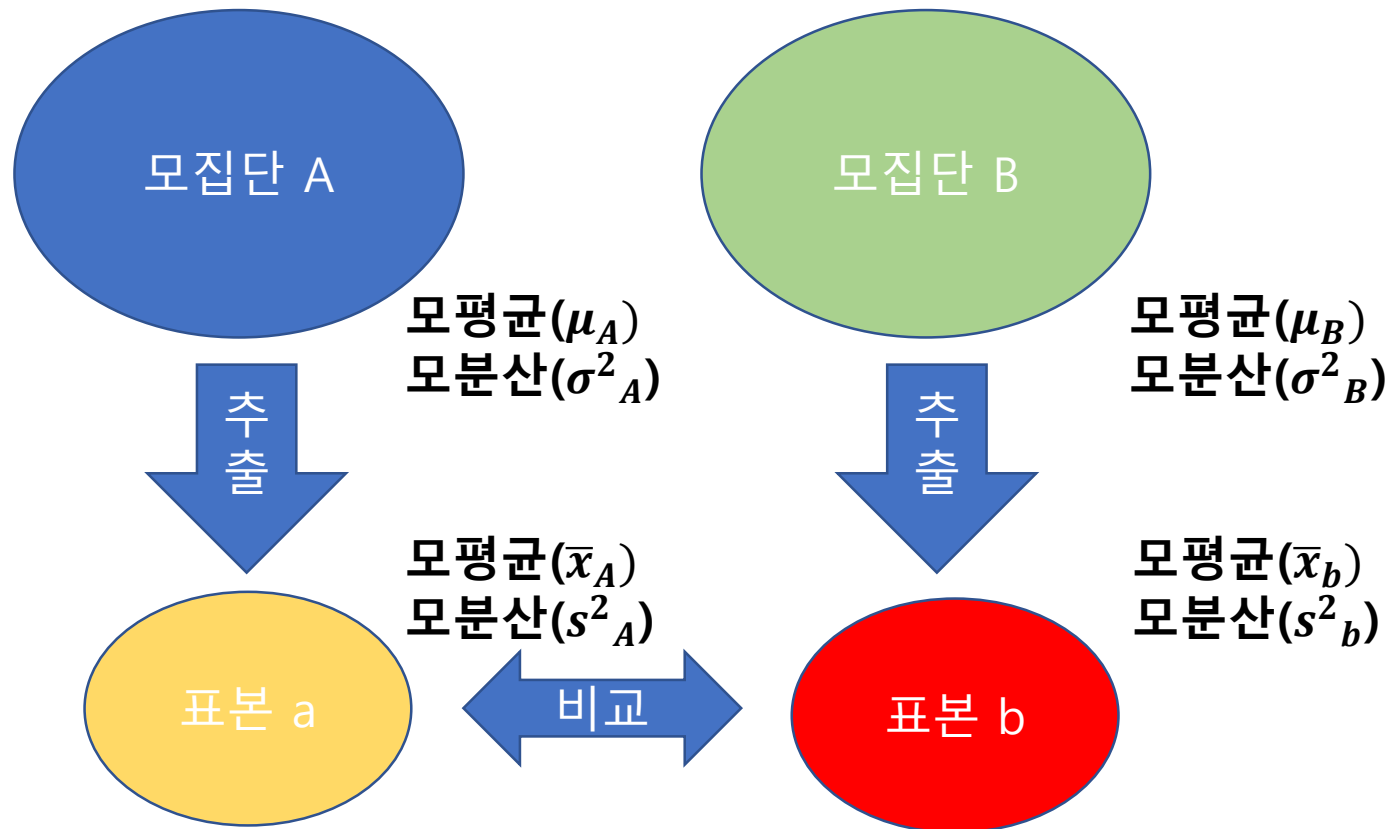 모집단 A
모집단 B
모평균(μ_A)
모분산(σ²_A)
모평균(μ_B)
모분산(σ²_B)
추
출
추
출
모평균(x̅_A)
모분산(s²_A)
모평균(x̅_b)
모분산(s²_b)
표본 a
비교
표본 b